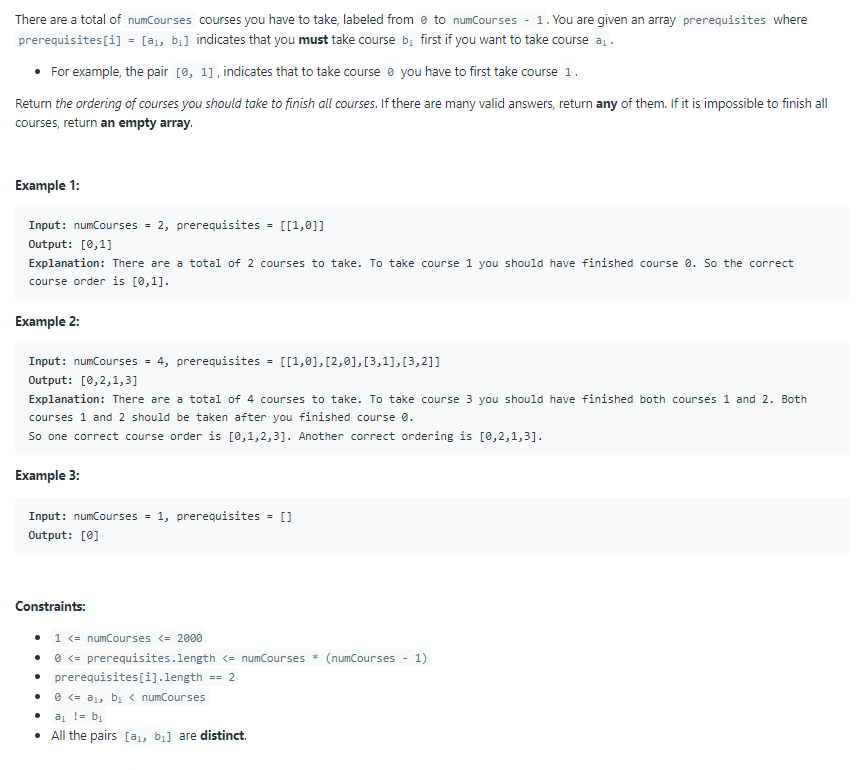 There are a total of numCourses courses you have to take, labeled from 0 to numCourses - 1. You are given an array prerequisites where
prerequisites[i] = [aᵢ, bᵢ] indicates that you must take course bᵢ first if you want to take course aᵢ.
• For example, the pair [0, 1], indicates that to take course 0 you have to first take course 1.
Return the ordering of courses you should take to finish all courses. If there are many valid answers, return any of them. If it is impossible to finish all
courses, return an empty array.
Example 1:
Input: numCourses = 2, prerequisites = [[1,0]]
Output: [0,1]
Explanation: There are a total of 2 courses to take. To take course 1 you should have finished course 0. So the correct
course order is [0,1].
Example 2:
Input: numCourses = 4, prerequisites = [[1,0],[2,0],[3,1],[3,2]]
Output: [0,2,1,3]
Explanation: There are a total of 4 courses to take. To take course 3 you should have finished both courses 1 and 2. Both
courses 1 and 2 should be taken after you finished course 0.
So one correct course order is [0,1,2,3]. Another correct ordering is [0,2,1,3].
Example 3:
Input: numCourses = 1, prerequisites = []
Output: [0]
Constraints:
• 1 <= numCourses <= 2000
• 0 <= prerequisites.length <= numCourses * (numCourses - 1)
• prerequisites[i].length == 2
• 0 <= aᵢ, bᵢ < numCourses
• aᵢ != bᵢ
• All the pairs [aᵢ, bᵢ] are distinct.